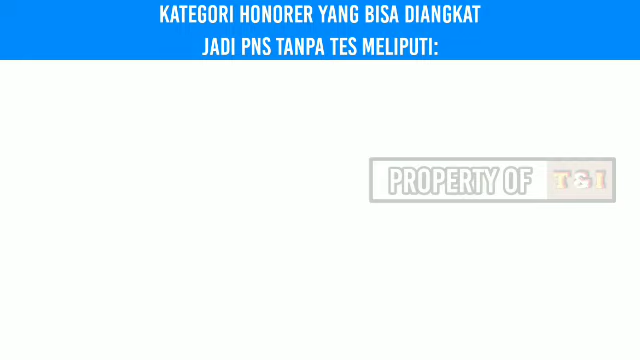 KATEGORI HONORER YANG BISA DIANGKAT
JADI PNS TANPA TES MELIPUTI:
PROPERTY OF T&I